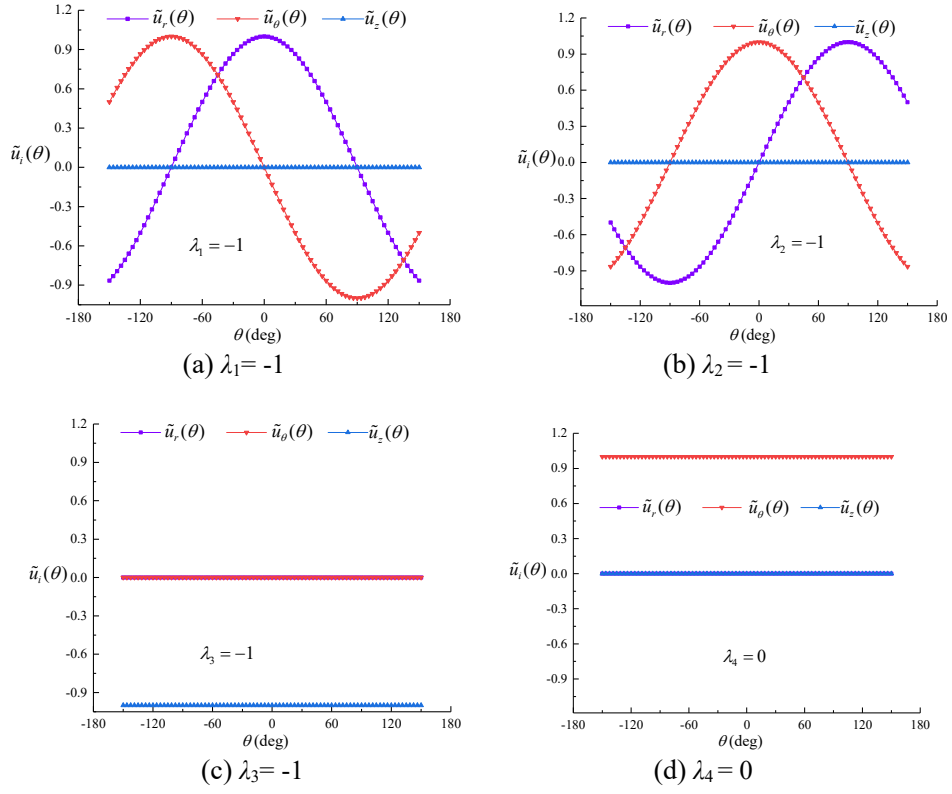 ũr(θ) ũθ(θ) ũz(θ)
1.2
0.9
0.6
0.3
ũi(θ)
0.0
-0.3
-0.6
-0.9
λ1 = −1
-180 -120 -60 0 60 120 180
θ(deg)
(a) λ1= -1
ũr(θ) ũθ(θ) ũz(θ)
1.2
0.9
0.6
0.3
ũi(θ)
0.0
-0.3
-0.6
-0.9
λ2 = −1
-180 -120 -60 0 60 120 180
θ(deg)
(b) λ2= -1
1.2
ũr(θ) ũθ(θ) ũz(θ)
0.9
0.6
0.3
ũi(θ)
0.0
-0.3
-0.6
-0.9
λ3 = −1
-180 -120 -60 0 60 120 180
θ(deg)
(c) λ3= -1
1.2
0.9
0.6
ũr(θ) ũθ(θ) ũz(θ)
0.3
ũi(θ)
0.0
-0.3
-0.6
-0.9
λ4 = 0
-180 -120 -60 0 60 120 180
θ(deg)
(d) λ4= 0